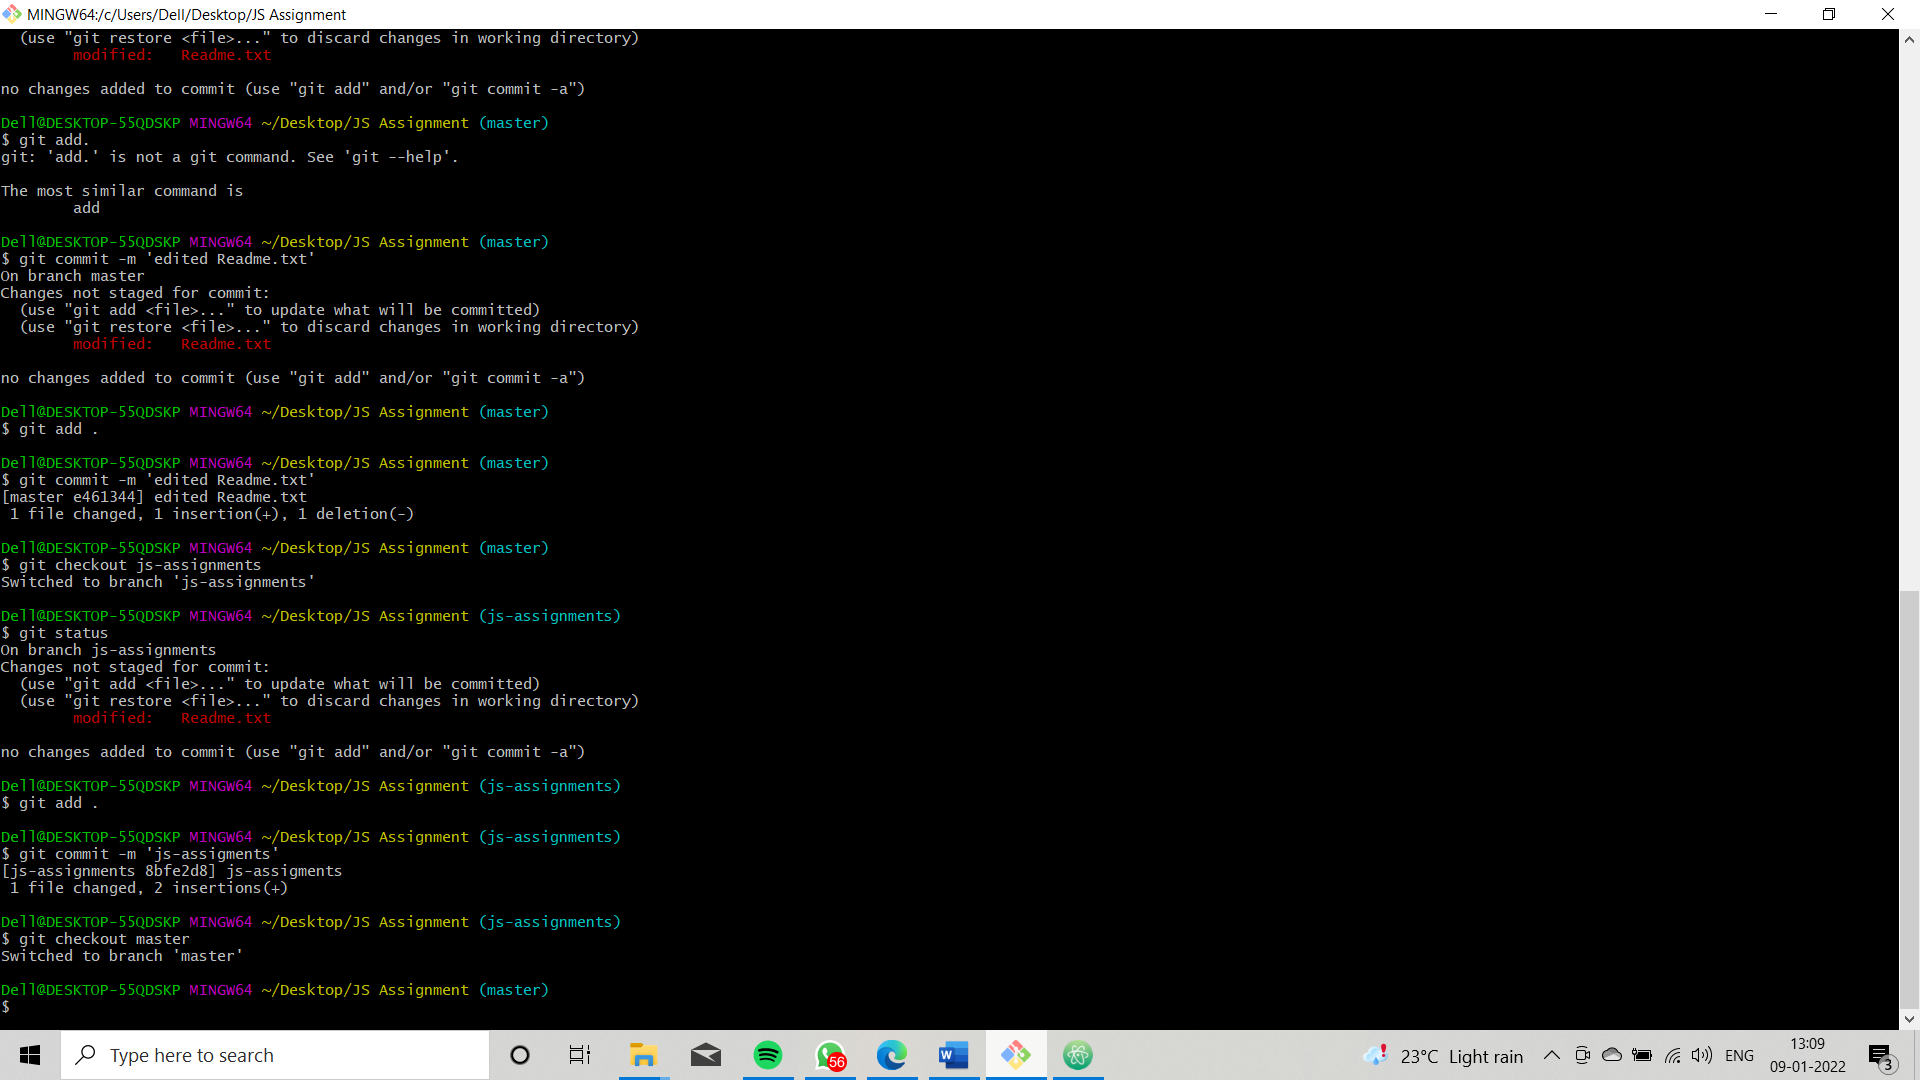 MINGW64:/c/Users/Dell/Desktop/JS Assignment
  (use "git restore <file>..." to discard changes in working directory)
        modified:   Readme.txt

no changes added to commit (use "git add" and/or "git commit -a")

Dell@DESKTOP-55QDSKP MINGW64 ~/Desktop/JS Assignment (master)
$ git add.
git: 'add.' is not a git command. See 'git --help'.

The most similar command is
        add

Dell@DESKTOP-55QDSKP MINGW64 ~/Desktop/JS Assignment (master)
$ git commit -m 'edited Readme.txt'
On branch master
Changes not staged for commit:
  (use "git add <file>..." to update what will be committed)
  (use "git restore <file>..." to discard changes in working directory)
        modified:   Readme.txt

no changes added to commit (use "git add" and/or "git commit -a")

Dell@DESKTOP-55QDSKP MINGW64 ~/Desktop/JS Assignment (master)
$ git add .

Dell@DESKTOP-55QDSKP MINGW64 ~/Desktop/JS Assignment (master)
$ git commit -m 'edited Readme.txt'
[master e461344] edited Readme.txt
 1 file changed, 1 insertion(+), 1 deletion(-)

Dell@DESKTOP-55QDSKP MINGW64 ~/Desktop/JS Assignment (master)
$ git checkout js-assignments
Switched to branch 'js-assignments'

Dell@DESKTOP-55QDSKP MINGW64 ~/Desktop/JS Assignment (js-assignments)
$ git status
On branch js-assignments
Changes not staged for commit:
  (use "git add <file>..." to update what will be committed)
  (use "git restore <file>..." to discard changes in working directory)
        modified:   Readme.txt

no changes added to commit (use "git add" and/or "git commit -a")

Dell@DESKTOP-55QDSKP MINGW64 ~/Desktop/JS Assignment (js-assignments)
$ git add .

Dell@DESKTOP-55QDSKP MINGW64 ~/Desktop/JS Assignment (js-assignments)
$ git commit -m 'js-assigments'
[js-assignments 8bfe2d8] js-assigments
 1 file changed, 2 insertions(+)

Dell@DESKTOP-55QDSKP MINGW64 ~/Desktop/JS Assignment (js-assignments)
$ git checkout master
Switched to branch 'master'

Dell@DESKTOP-55QDSKP MINGW64 ~/Desktop/JS Assignment (master)
$
Type here to search
56
W
23°C Light rain
ENG
13:09
09-01-2022
3